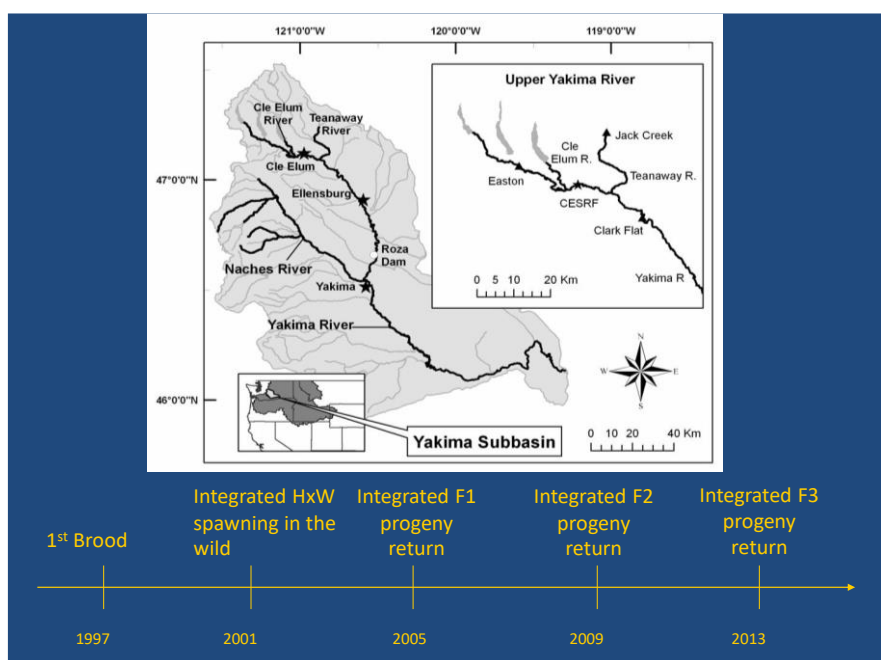 121°0'0"W
120°0'0"W
119°0'0"W
47°0'0"N
46°0'0"N
Cle Elum
River
Teanaway
River
Cle Elum
Ellensburg
Roza
Dam
Naches River
Yakima
Yakima River
Upper Yakima River
Jack Creek
Cle
Elum R.
Teanaway R.
Easton
CESRF
Clark Flat
Yakima R
0 5 10 20 Km
N
W E
S
Yakima Subbasin
0 10 20 40 Km
1st Brood
Integrated HxW
spawning in the
wild
Integrated F1
progeny
return
Integrated F2
progeny
return
Integrated F3
progeny
return
1997
2001
2005
2009
2013